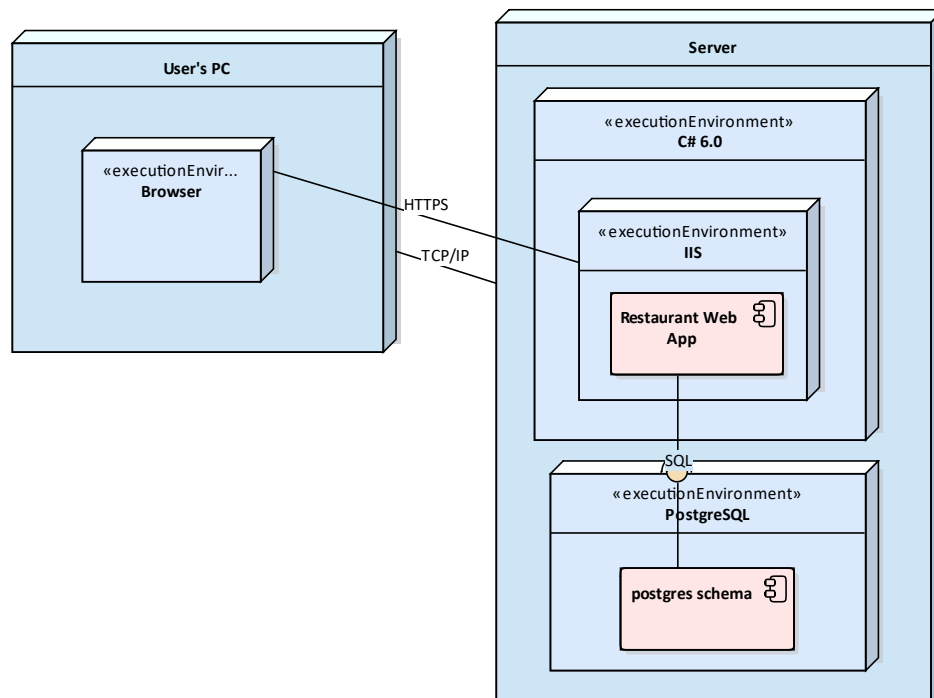 User's PC
«executionEnvir...
Browser
HTTPS
TCP/IP
Server
«executionEnvironment»
C# 6.0
«executionEnvironment»
IIS
Restaurant Web
App
SQL
«executionEnvironment»
PostgreSQL
postgres schema